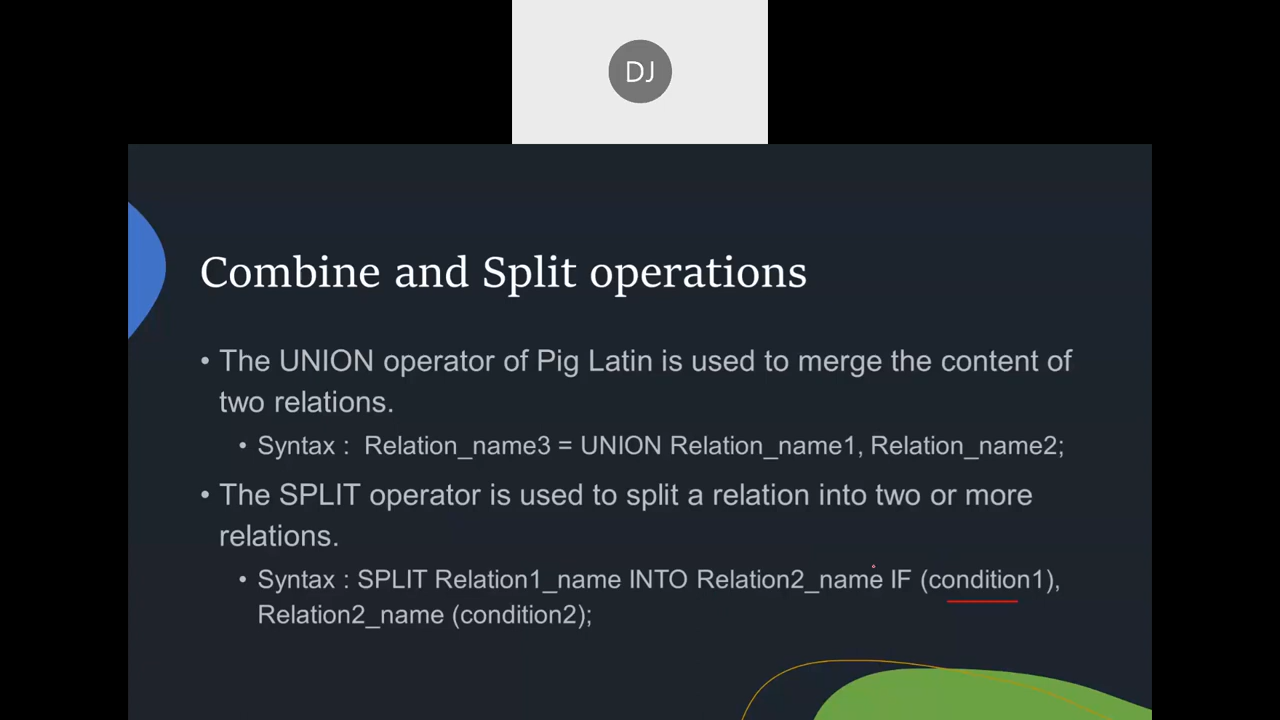 DJ
Combine and Split operations
• The UNION operator of Pig Latin is used to merge the content of
two relations.
• Syntax :  Relation_name3 = UNION Relation_name1, Relation_name2;
• The SPLIT operator is used to split a relation into two or more
relations.
• Syntax : SPLIT Relation1_name INTO Relation2_name IF (condition1),
Relation2_name (condition2);